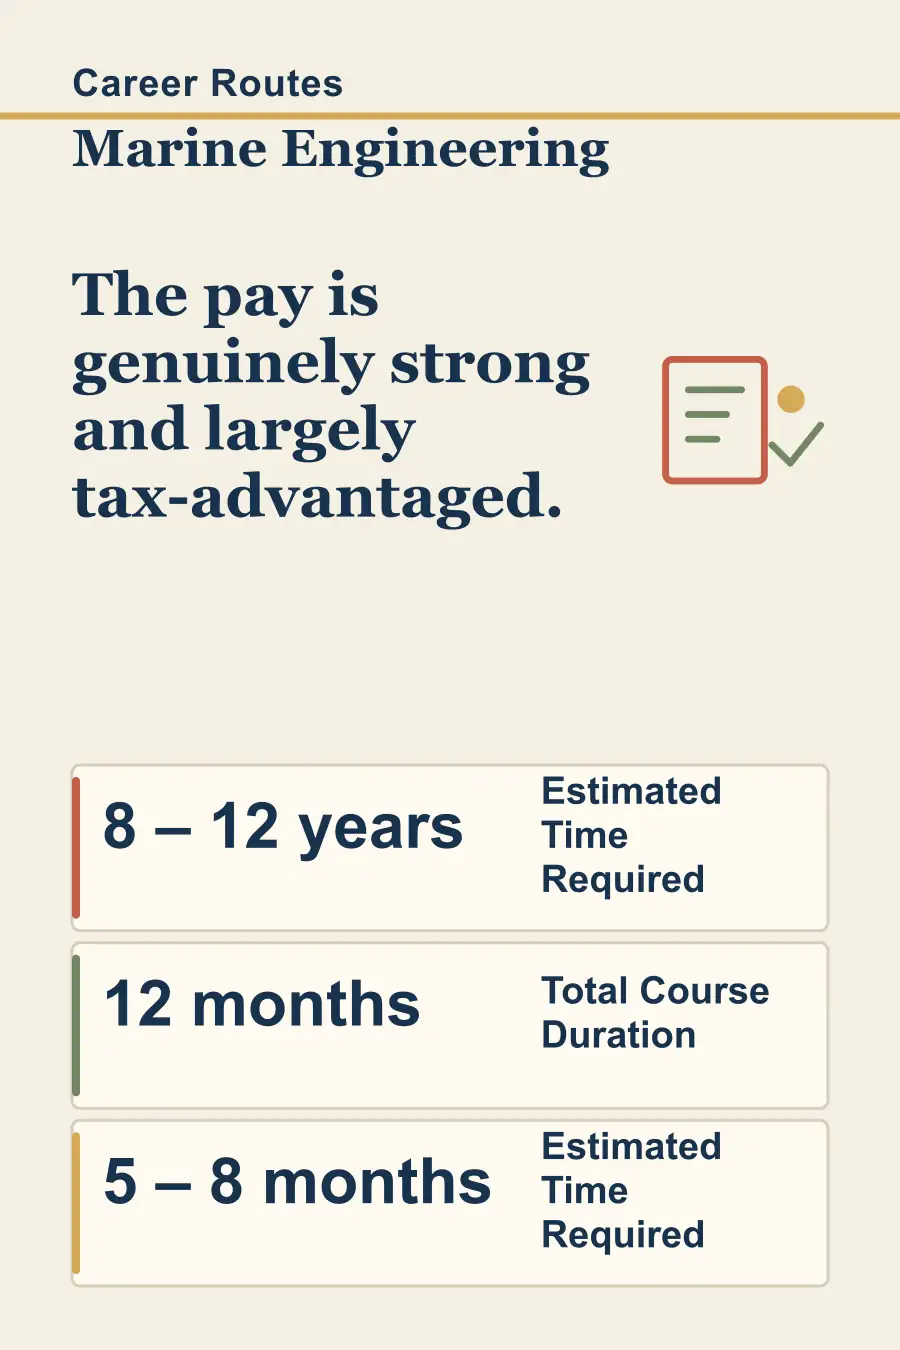 Career Routes
Marine Engineering
The pay is
genuinely strong
and largely
tax-advantaged.
8 – 12 years
Estimated
Time
Required
12 months
Total Course
Duration
5 – 8 months
Estimated
Time
Required